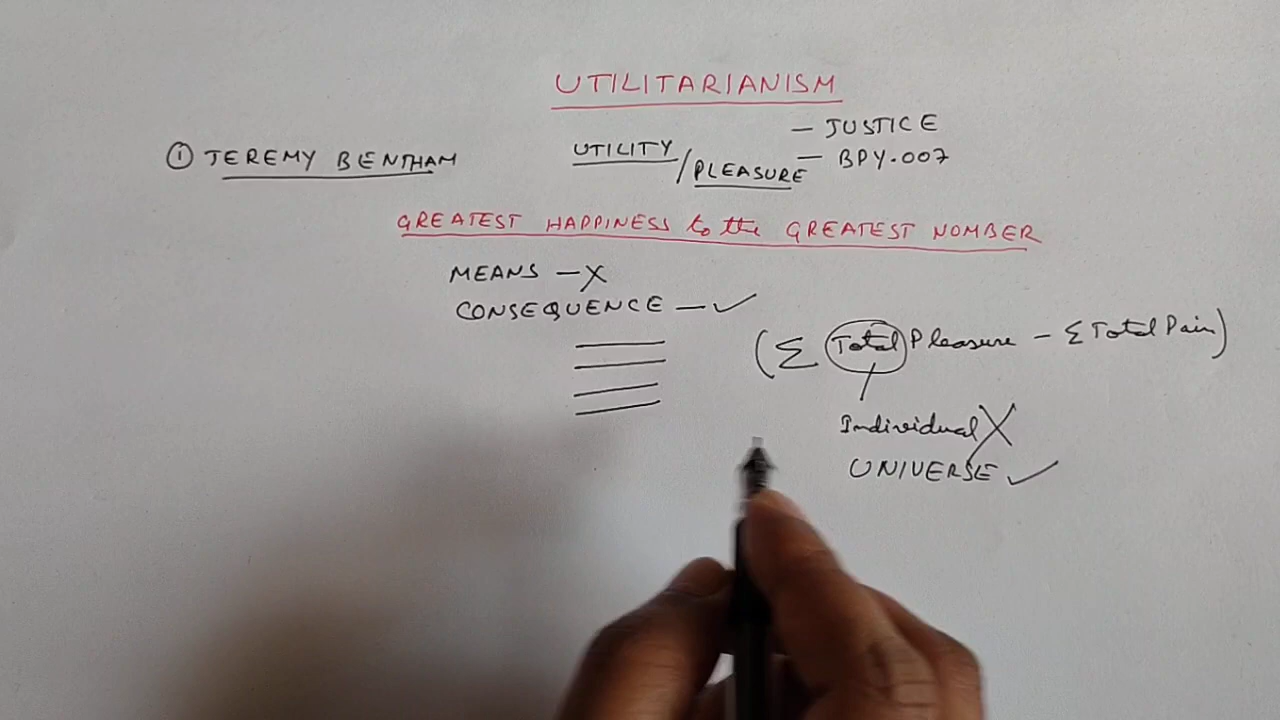 UTILITARIANISM
① JEREMY BENTHAM
UTILITY / PLEASURE
— JUSTICE
— BPY.007
GREATEST HAPPINESS to the GREATEST NOMBER
MEANS — X
CONSEQUENCE — ✓
(Σ Total Pleasure — Σ Total Pain)
Individual X
UNIVERSE ✓